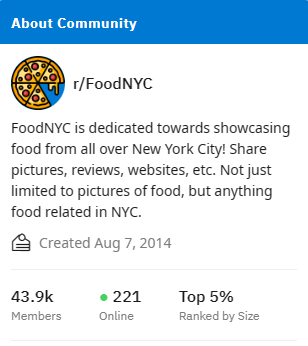 About Community
r/FoodNYC
FoodNYC is dedicated towards showcasing
food from all over New York City! Share
pictures, reviews, websites, etc. Not just
limited to pictures of food, but anything
food related in NYC.
Created Aug 7, 2014
43.9k 221 Top 5%
Members Online Ranked by Size